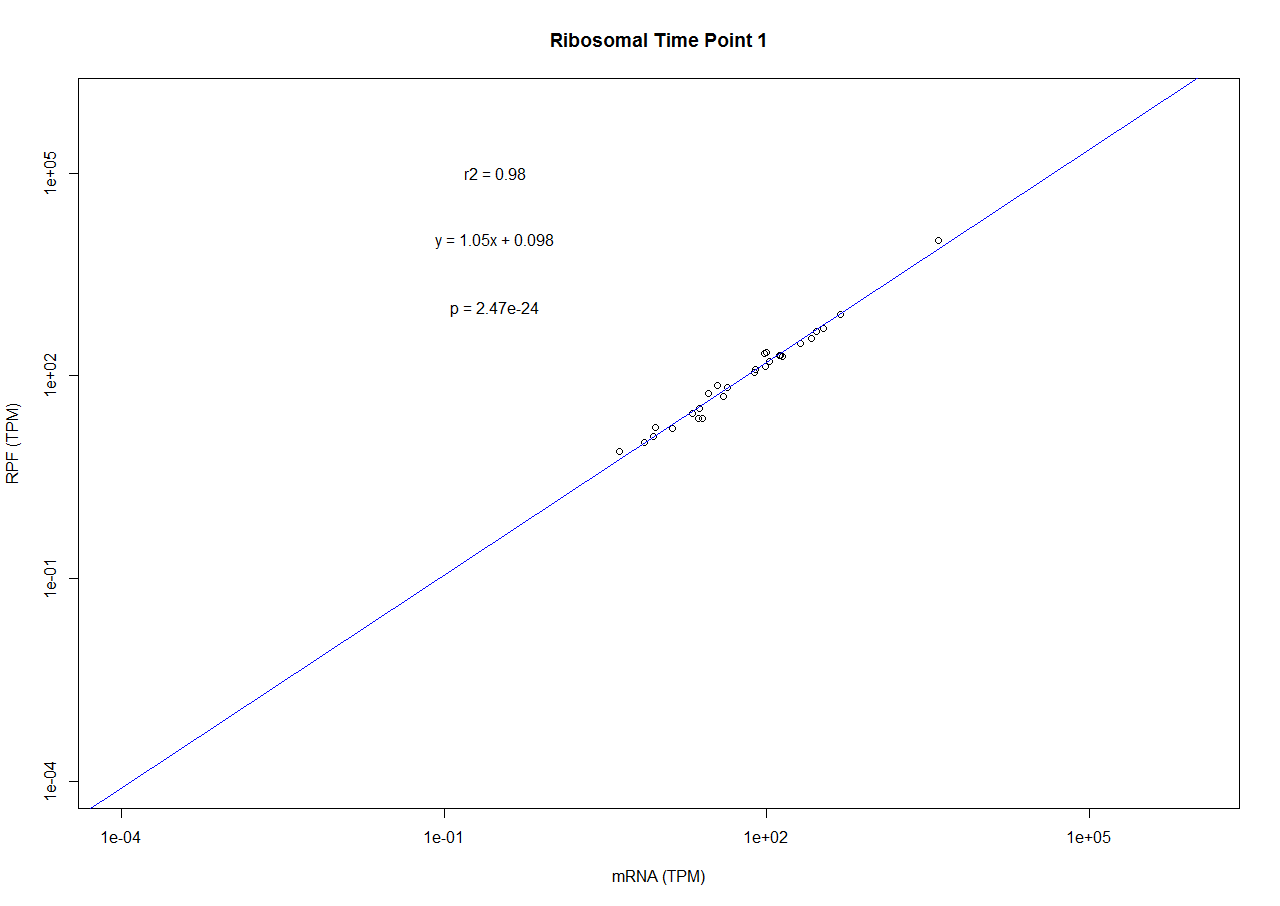 Ribosomal Time Point 1
r2 = 0.98
y = 1.05x + 0.098
p = 2.47e-24
1e+05
1e+02
1e-01
1e-04
RPF (TPM)
1e-04
1e-01
1e+02
1e+05
mRNA (TPM)